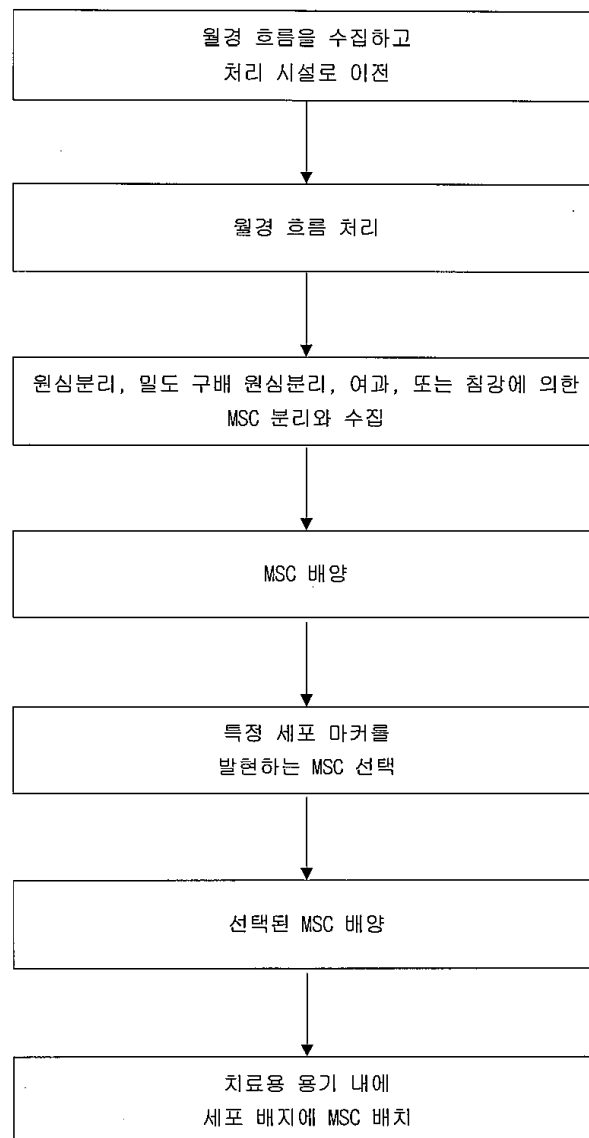 월경 흐름을 수집하고
처리 시설로 이전
월경 흐름 처리
원심분리, 밀도 구배 원심분리, 여과, 또는 침강에 의한
MSC 분리와 수집
MSC 배양
특정 세포 마커를
발현하는 MSC 선택
선택된 MSC 배양
치료용 용기 내에
세포 배지에 MSC 배치